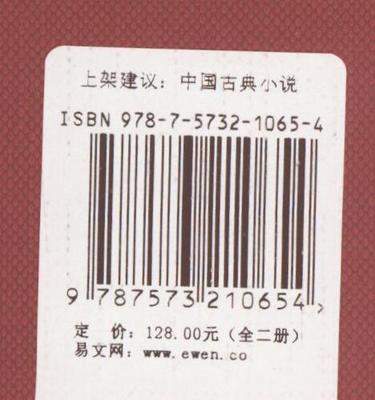 上架建议：中国古典小说
ISBN 978-7-5732-1065-4
9 787573 210654 >
定 价：128.00元（全二册）
易文网：www.ewen.co